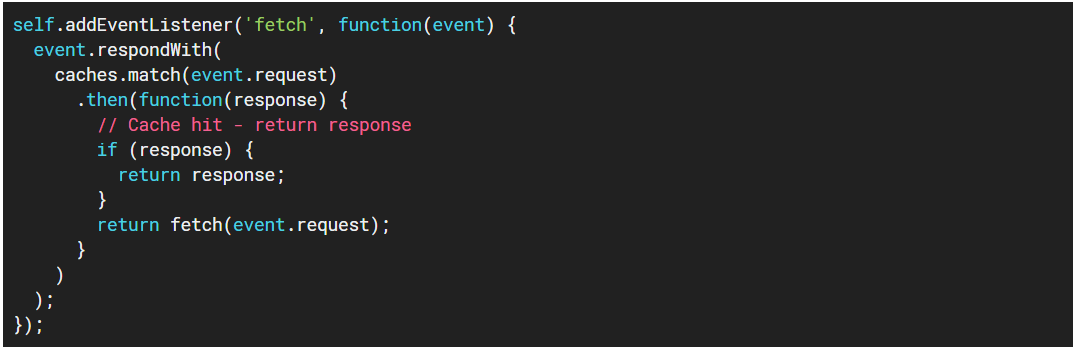 self.addEventListener('fetch', function(event) {
  event.respondWith(
    caches.match(event.request)
      .then(function(response) {
        // Cache hit - return response
        if (response) {
          return response;
        }
        return fetch(event.request);
      }
    )
  );
});